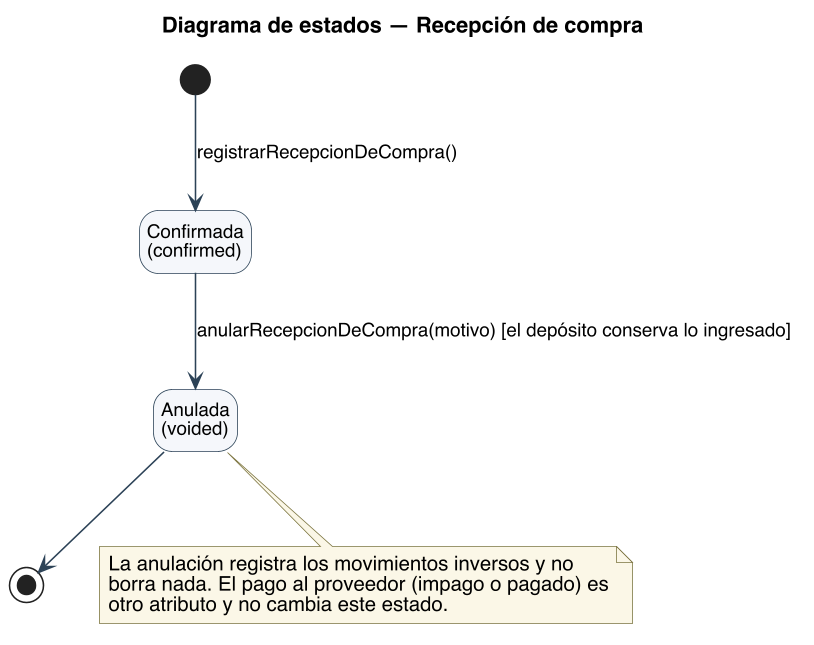 Diagrama de estados — Recepción de compra
registrarRecepcionDeCompra()
Confirmada
(confirmed)
anularRecepcionDeCompra(motivo) [el depósito conserva lo ingresado]
Anulada
(voided)
La anulación registra los movimientos inversos y no
borra nada. El pago al proveedor (impago o pagado) es
otro atributo y no cambia este estado.